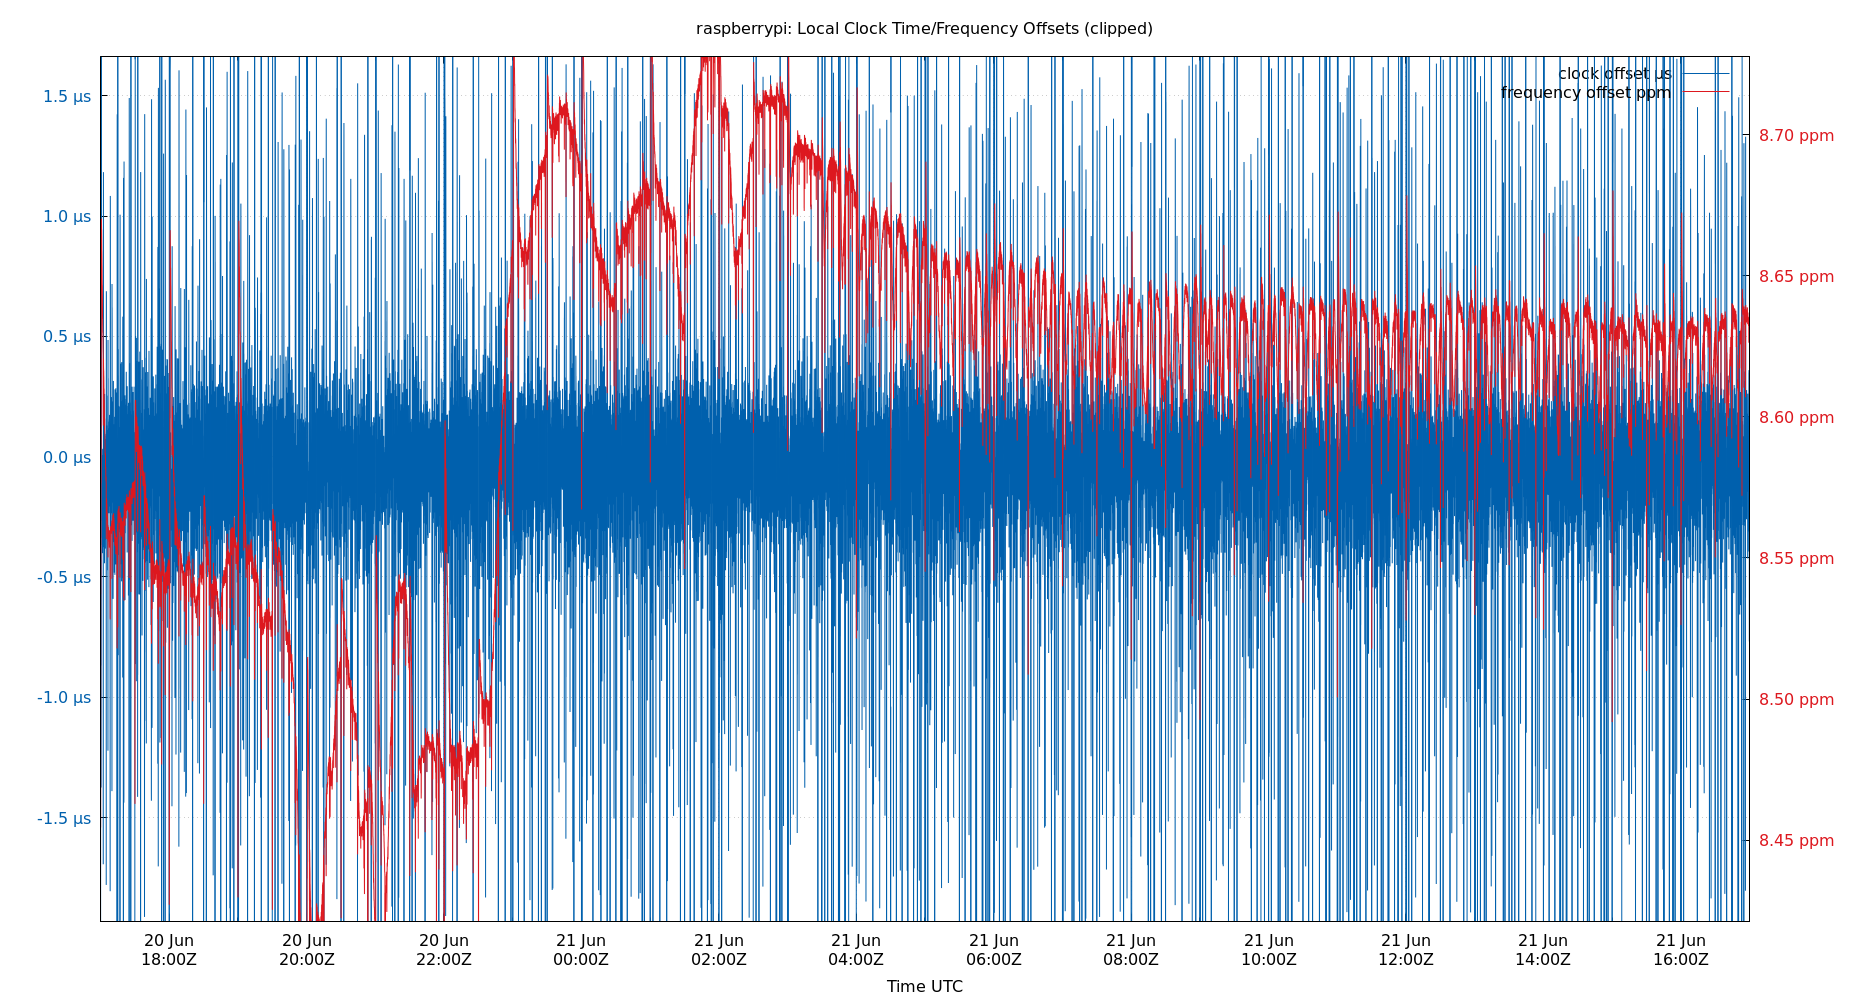 raspberrypi: Local Clock Time/Frequency Offsets (clipped)
clock offset µs
frequency offset ppm
1.5 µs
1.0 µs
0.5 µs
0.0 µs
-0.5 µs
-1.0 µs
-1.5 µs
8.70 ppm
8.65 ppm
8.60 ppm
8.55 ppm
8.50 ppm
8.45 ppm
20 Jun 20 Jun 20 Jun 21 Jun 21 Jun 21 Jun 21 Jun 21 Jun 21 Jun 21 Jun 21 Jun 21 Jun
18:00Z 20:00Z 22:00Z 00:00Z 02:00Z 04:00Z 06:00Z 08:00Z 10:00Z 12:00Z 14:00Z 16:00Z
Time UTC